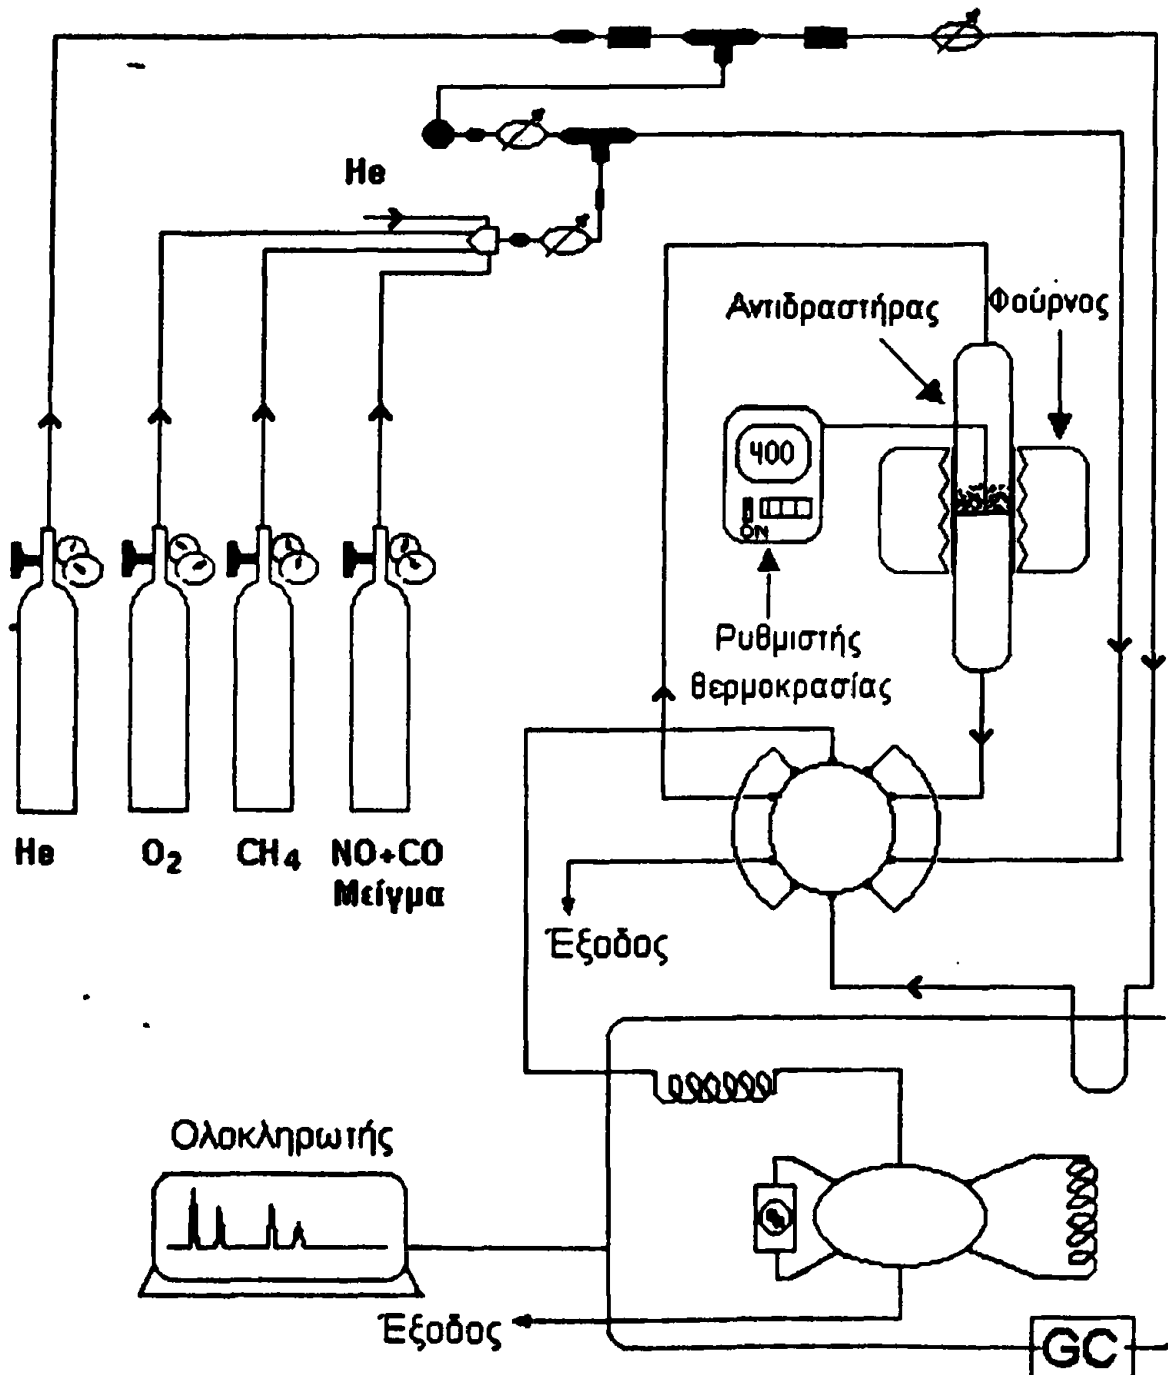 He
Αντιδραστήρας
Φούρνος
400
ON
Ρυθμιστής
θερμοκρασίας
He
O2
CH4
NO+CO
Μείγμα
Έξοδος
Ολοκληρωτής
Έξοδος
GC